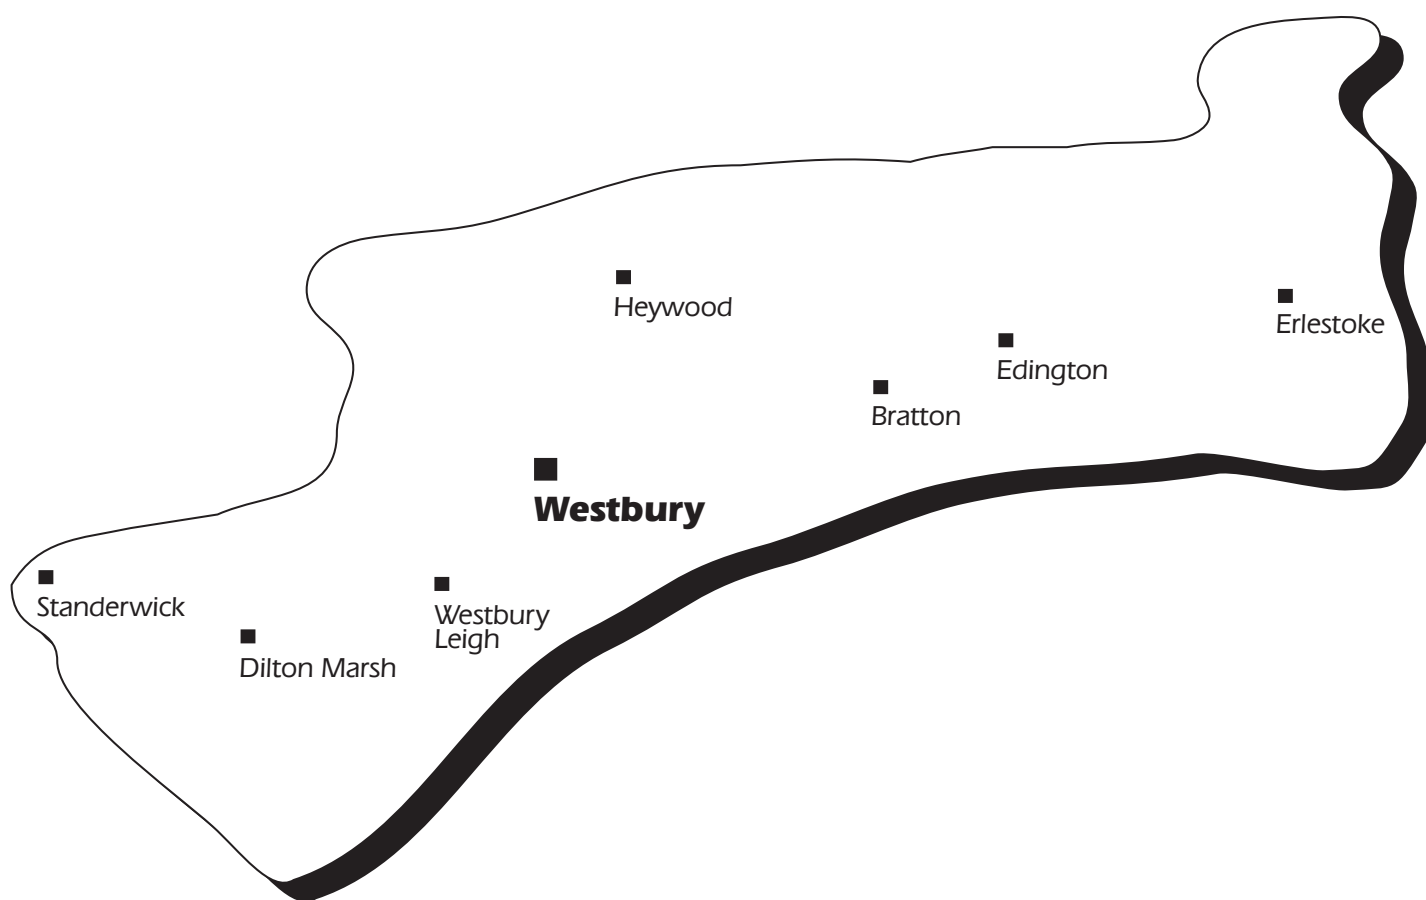 Heywood
Erlestoke
Edington
Bratton
Westbury
Standerwick
Westbury
Leigh
Dilton Marsh